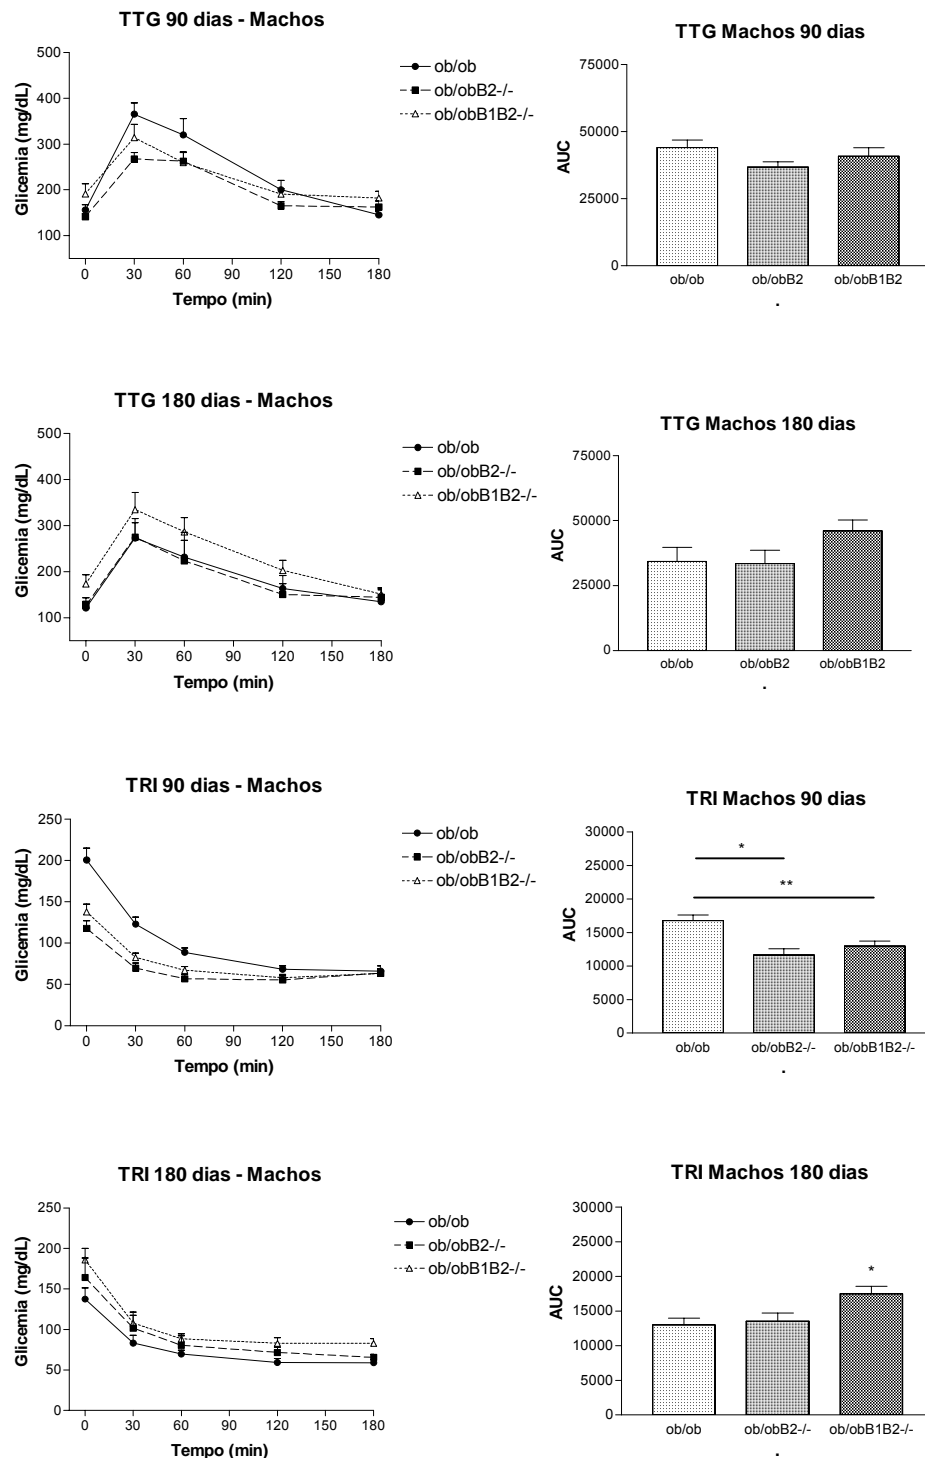 TTG 90 dias - Machos
500
400
300
200
100
Glicemia (mg/dL)
0 30 60 90 120 150 180
Tempo (min)
ob/ob
ob/obB2-/-
ob/obB1B2-/-
TTG Machos 90 dias
75000
50000
25000
0
AUC
ob/ob ob/obB2 ob/obB1B2
.
TTG 180 dias - Machos
500
400
300
200
100
Glicemia (mg/dL)
0 30 60 90 120 150 180
Tempo (min)
ob/ob
ob/obB2-/-
ob/obB1B2-/-
TTG Machos 180 dias
75000
50000
25000
0
AUC
ob/ob ob/obB2 ob/obB1B2
.
TRI 90 dias - Machos
250
200
150
100
50
0
Glicemia (mg/dL)
0 30 60 90 120 150 180
Tempo (min)
ob/ob
ob/obB2-/-
ob/obB1B2-/-
TRI Machos 90 dias
30000
25000
20000
15000
10000
5000
0
AUC
*
**
ob/ob ob/obB2-/- ob/obB1B2-/-
.
TRI 180 dias - Machos
250
200
150
100
50
0
Glicemia (mg/dL)
0 30 60 90 120 150 180
Tempo (min)
ob/ob
ob/obB2-/-
ob/obB1B2-/-
TRI Machos 180 dias
30000
25000
20000
15000
10000
5000
0
AUC
*
ob/ob ob/obB2-/- ob/obB1B2-/-
.